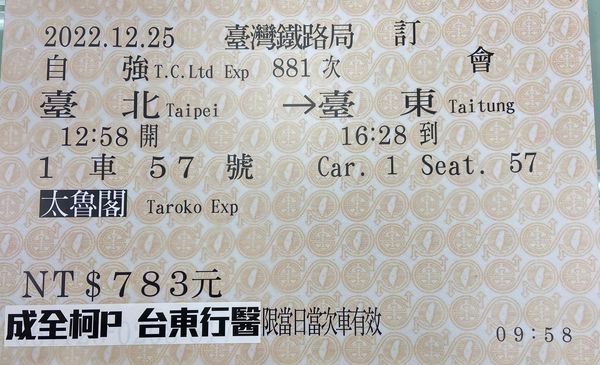 2022.12.25 臺灣鐵路局 訂
自 強 T.C.Ltd Exp 881 次 會
臺 北 Taipei →臺 東 Taitung
12:58 開 16:28 到
1 車 57 號 Car. 1 Seat. 57
太魯閣 Taroko Exp
NT$783元
成全柯P 台東行醫 限當日當次車有效
09:58